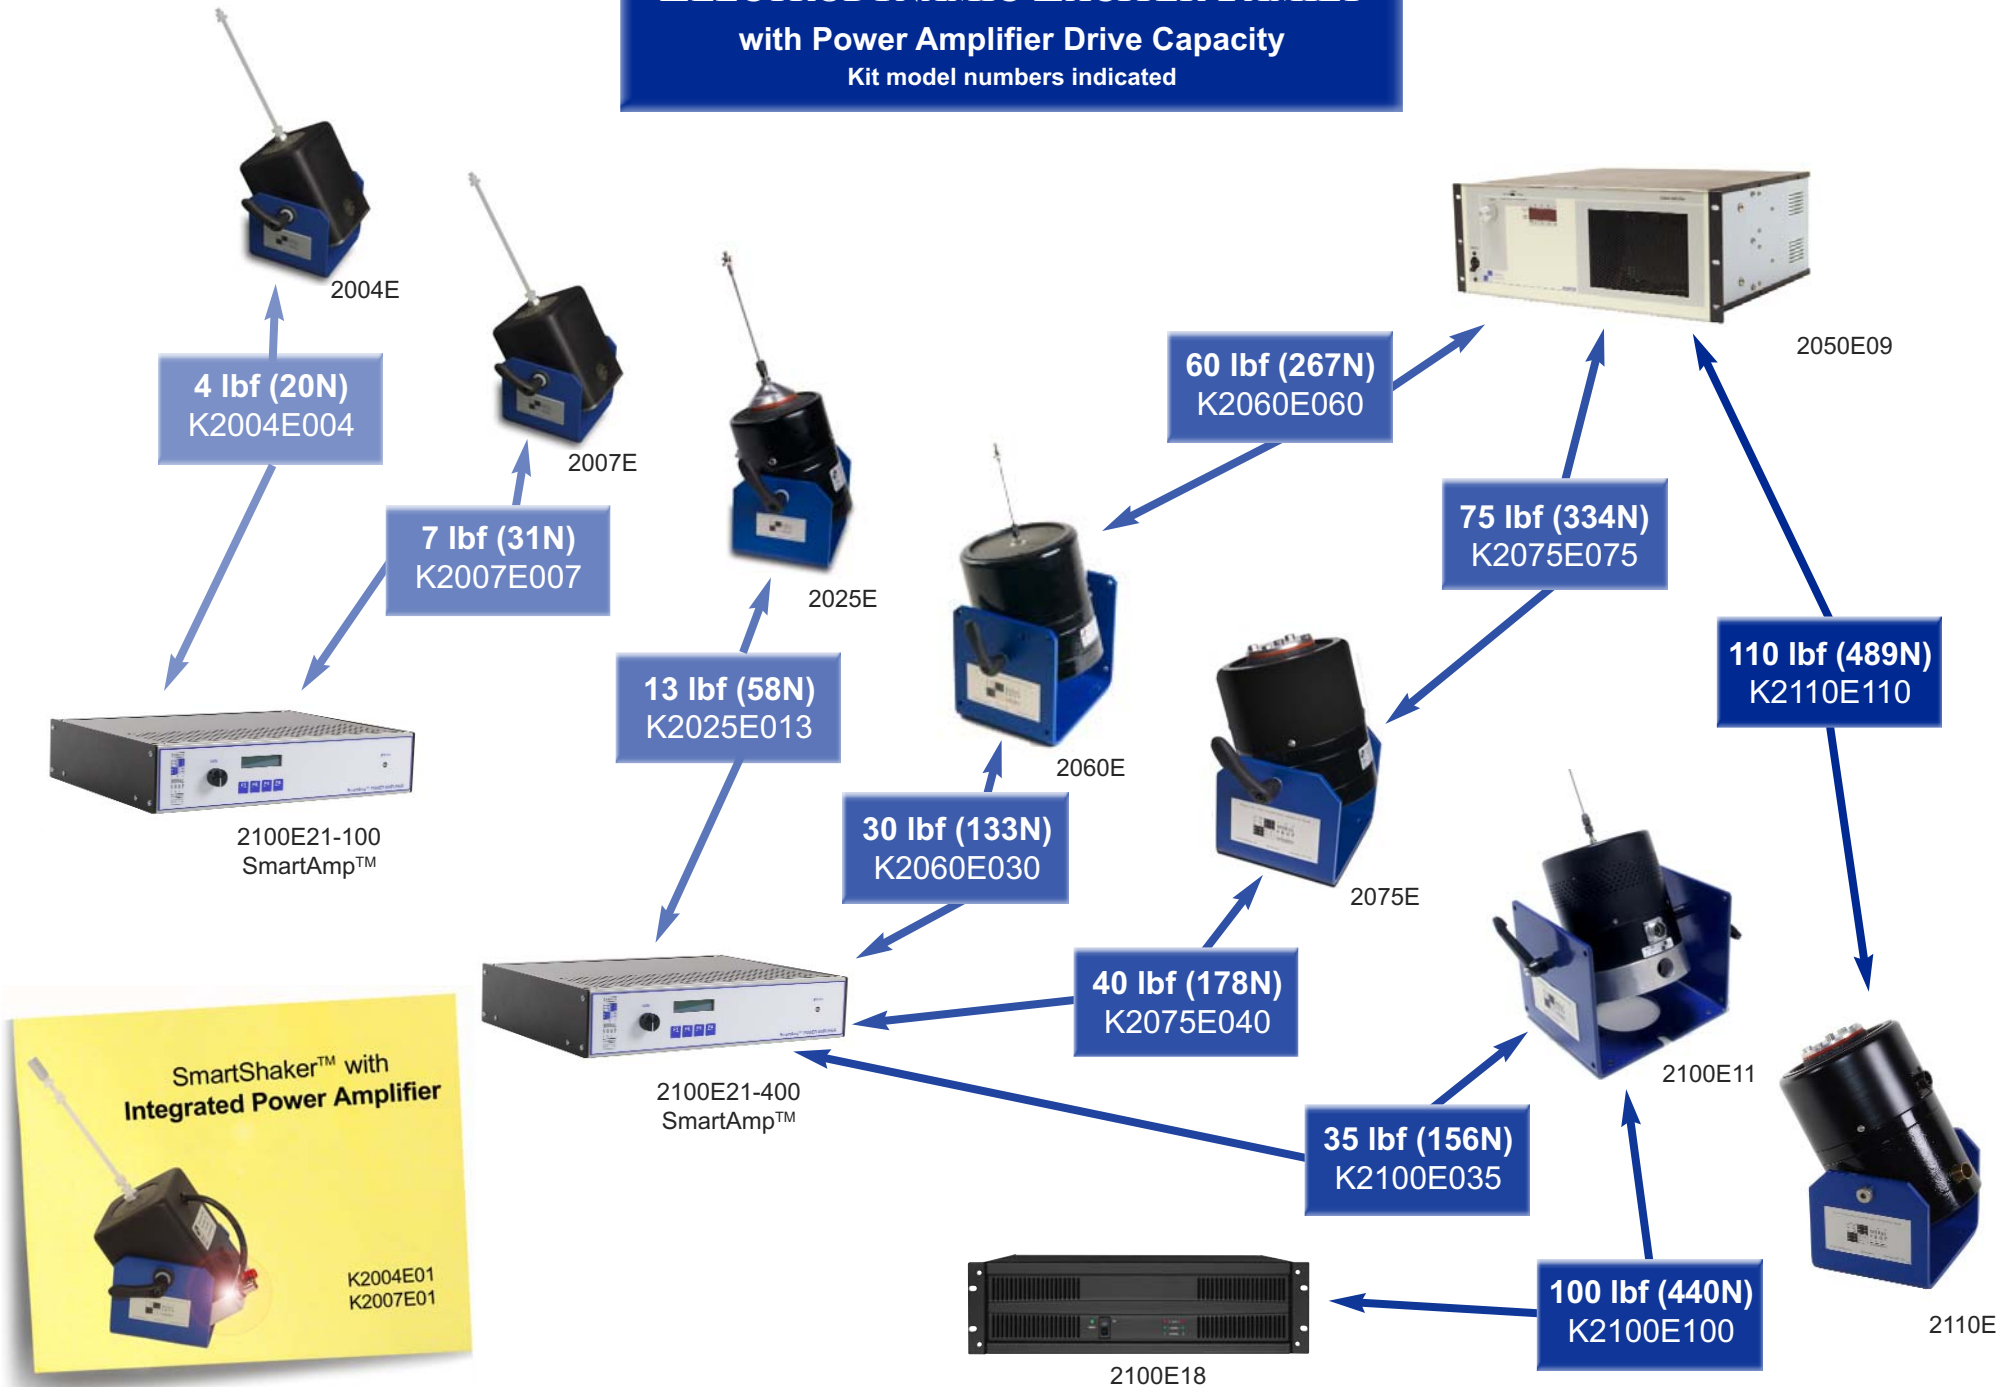 with Power Amplifier Drive Capacity
Kit model numbers indicated
2004E
4 lbf (20N)
K2004E004
2007E
7 lbf (31N)
K2007E007
2025E
13 lbf (58N)
K2025E013
60 lbf (267N)
K2060E060
2050E09
75 lbf (334N)
K2075E075
110 lbf (489N)
K2110E110
2060E
30 lbf (133N)
K2060E030
2075E
40 lbf (178N)
K2075E040
2100E21-100
SmartAmp™
2100E21-400
SmartAmp™
2100E11
35 lbf (156N)
K2100E035
100 lbf (440N)
K2100E100
2110E
2100E18
SmartShaker™ with
Integrated Power Amplifier
K2004E01
K2007E01